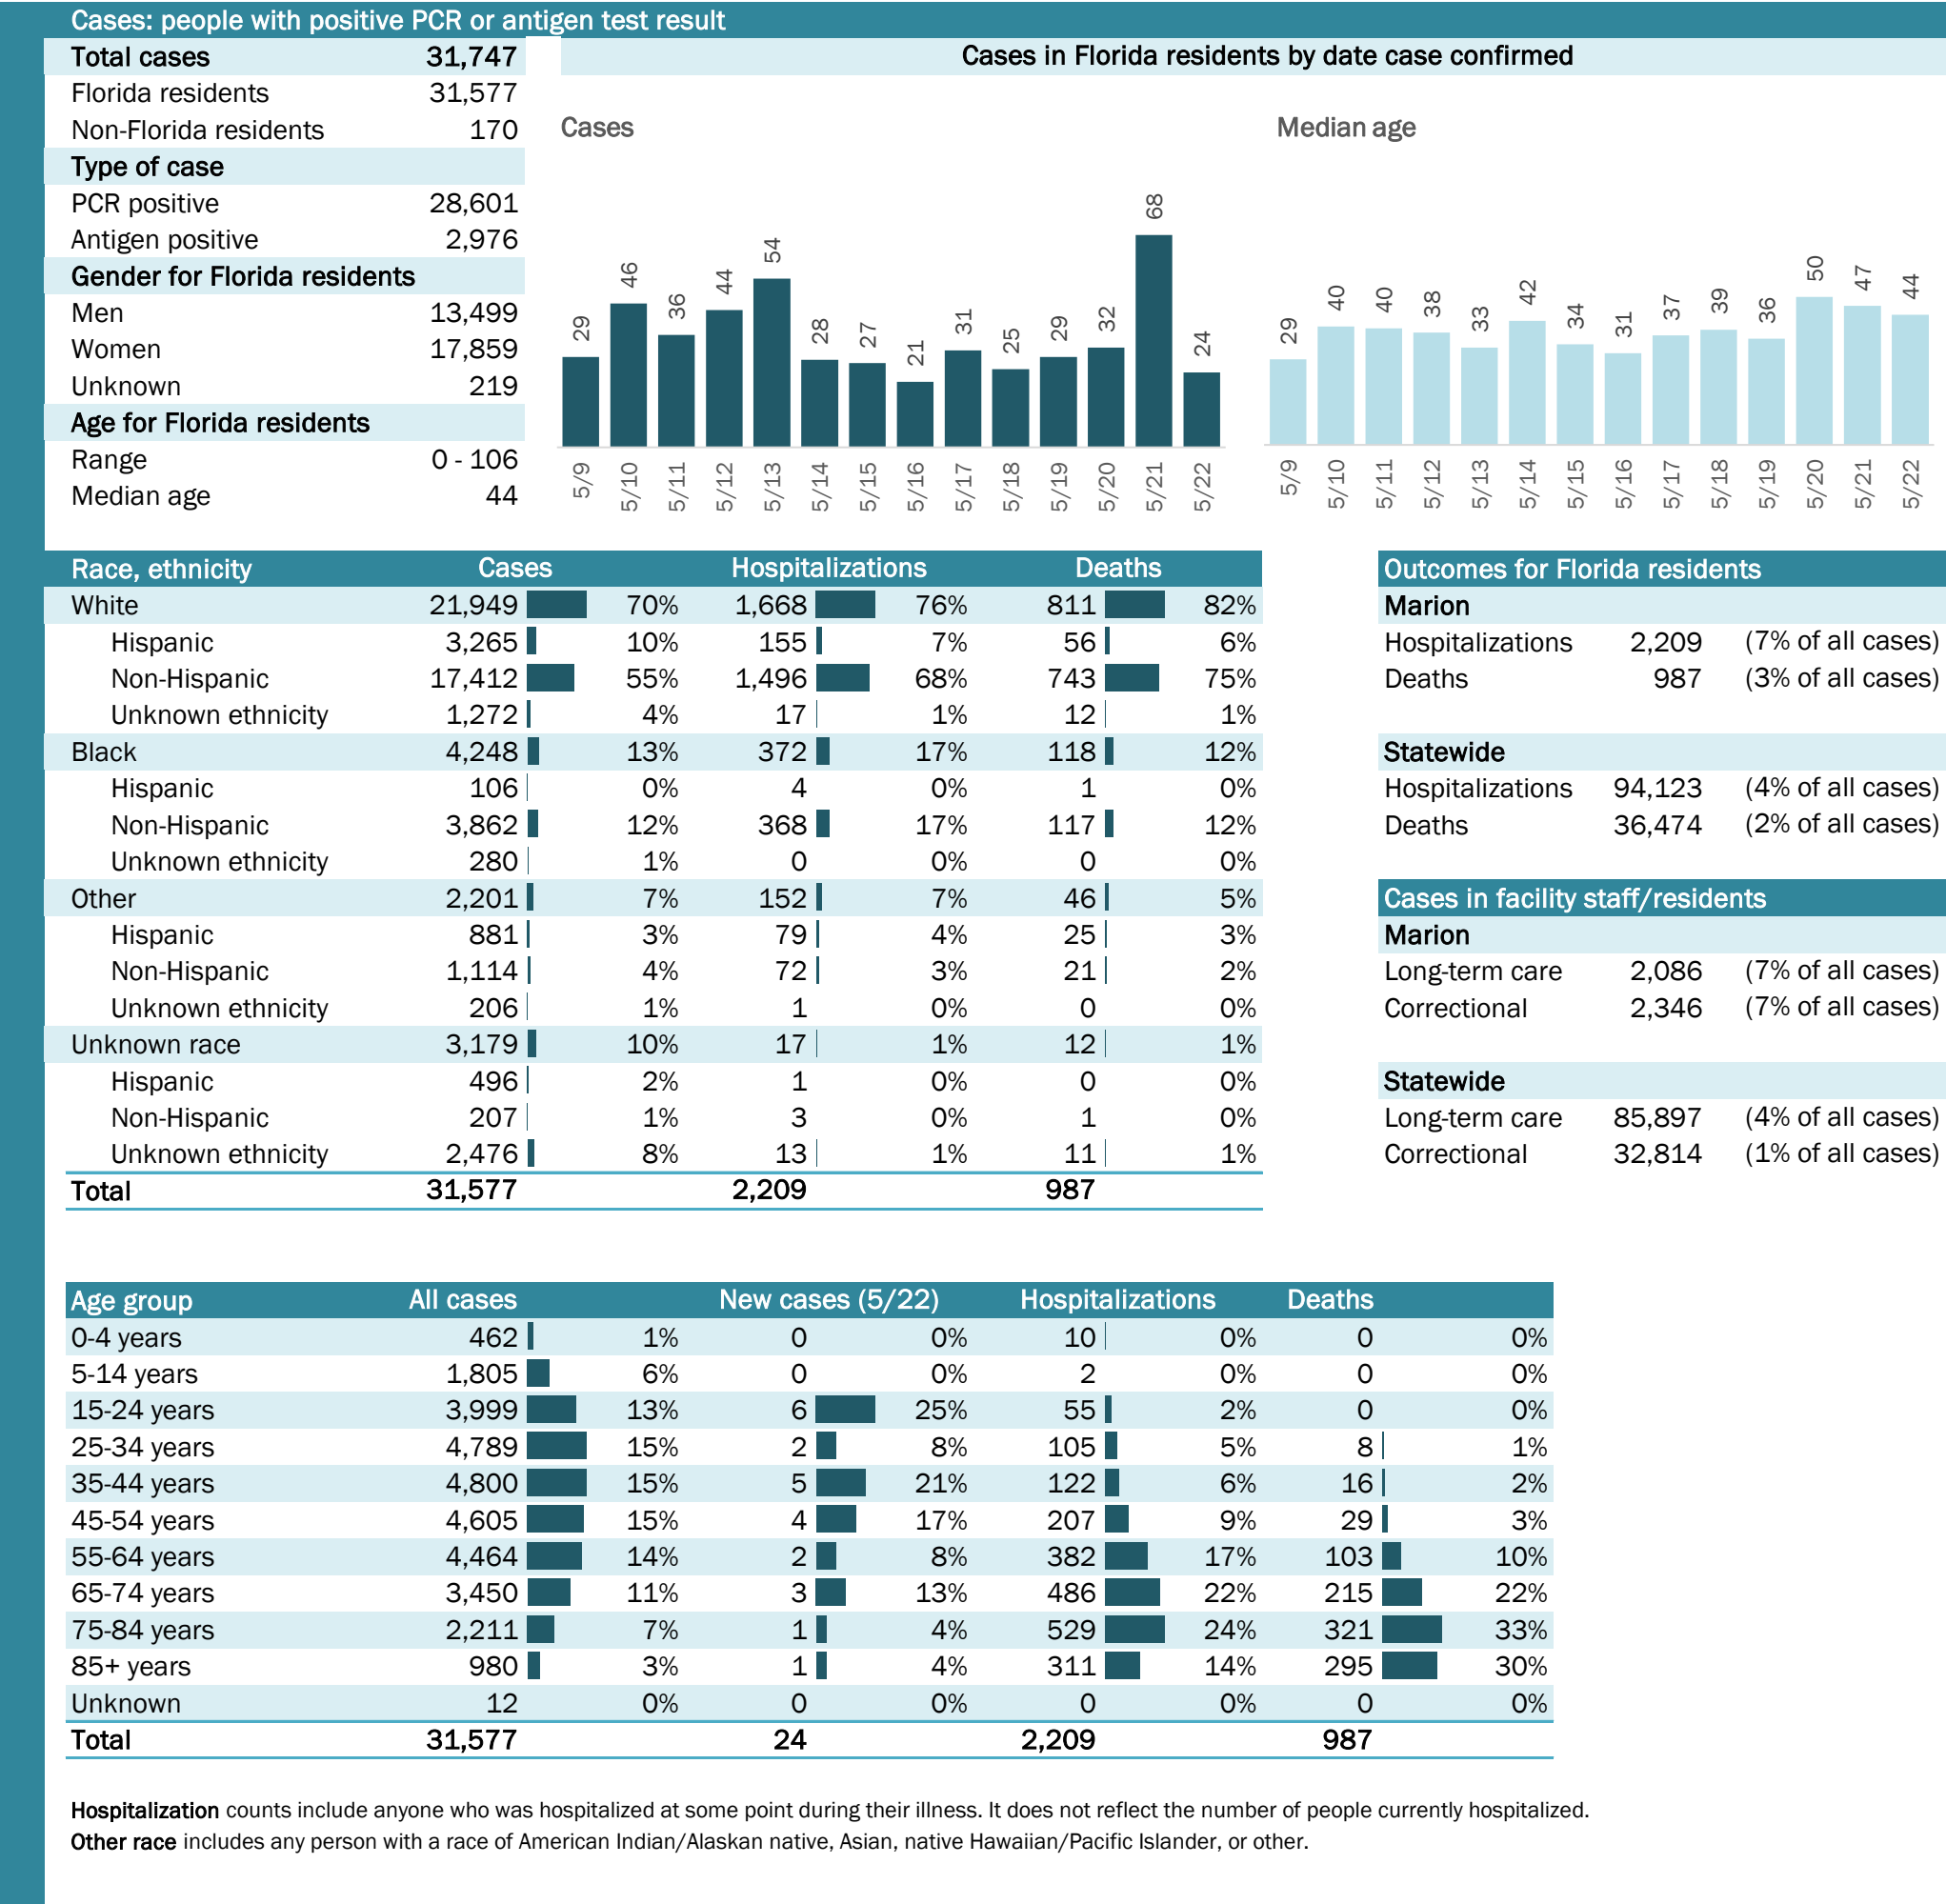 Cases: people with positive PCR or antigen test result
Total cases 31,747
Florida residents 31,577
Non-Florida residents 170
Type of case
PCR positive 28,601
Antigen positive 2,976
Gender for Florida residents
Men 13,499
Women 17,859
Unknown 219
Age for Florida residents
Range 0 - 106
Median age 44
Cases in Florida residents by date case confirmed
Cases
29 46 36 44 54 28 27 21 31 25 29 32 68 24
5/9 5/10 5/11 5/12 5/13 5/14 5/15 5/16 5/17 5/18 5/19 5/20 5/21 5/22
Median age
29 40 40 38 33 42 34 31 37 39 36 50 47 44
5/9 5/10 5/11 5/12 5/13 5/14 5/15 5/16 5/17 5/18 5/19 5/20 5/21 5/22
Race, ethnicity Cases Hospitalizations Deaths
White 21,949 70% 1,668 76% 811 82%
Hispanic 3,265 10% 155 7% 56 6%
Non-Hispanic 17,412 55% 1,496 68% 743 75%
Unknown ethnicity 1,272 4% 17 1% 12 1%
Black 4,248 13% 372 17% 118 12%
Hispanic 106 0% 4 0% 1 0%
Non-Hispanic 3,862 12% 368 17% 117 12%
Unknown ethnicity 280 1% 0 0% 0 0%
Other 2,201 7% 152 7% 46 5%
Hispanic 881 3% 79 4% 25 3%
Non-Hispanic 1,114 4% 72 3% 21 2%
Unknown ethnicity 206 1% 1 0% 0 0%
Unknown race 3,179 10% 17 1% 12 1%
Hispanic 496 2% 1 0% 0 0%
Non-Hispanic 207 1% 3 0% 1 0%
Unknown ethnicity 2,476 8% 13 1% 11 1%
Total 31,577 2,209 987
Outcomes for Florida residents
Marion
Hospitalizations 2,209 (7% of all cases)
Deaths 987 (3% of all cases)
Statewide
Hospitalizations 94,123 (4% of all cases)
Deaths 36,474 (2% of all cases)
Cases in facility staff/residents
Marion
Long-term care 2,086 (7% of all cases)
Correctional 2,346 (7% of all cases)
Statewide
Long-term care 85,897 (4% of all cases)
Correctional 32,814 (1% of all cases)
Age group All cases New cases (5/22) Hospitalizations Deaths
0-4 years 462 1% 0 0% 10 0% 0 0%
5-14 years 1,805 6% 0 0% 2 0% 0 0%
15-24 years 3,999 13% 6 25% 55 2% 0 0%
25-34 years 4,789 15% 2 8% 105 5% 8 1%
35-44 years 4,800 15% 5 21% 122 6% 16 2%
45-54 years 4,605 15% 4 17% 207 9% 29 3%
55-64 years 4,464 14% 2 8% 382 17% 103 10%
65-74 years 3,450 11% 3 13% 486 22% 215 22%
75-84 years 2,211 7% 1 4% 529 24% 321 33%
85+ years 980 3% 1 4% 311 14% 295 30%
Unknown 12 0% 0 0% 0 0% 0 0%
Total 31,577 24 2,209 987
Hospitalization counts include anyone who was hospitalized at some point during their illness. It does not reflect the number of people currently hospitalized.
Other race includes any person with a race of American Indian/Alaskan native, Asian, native Hawaiian/Pacific Islander, or other.